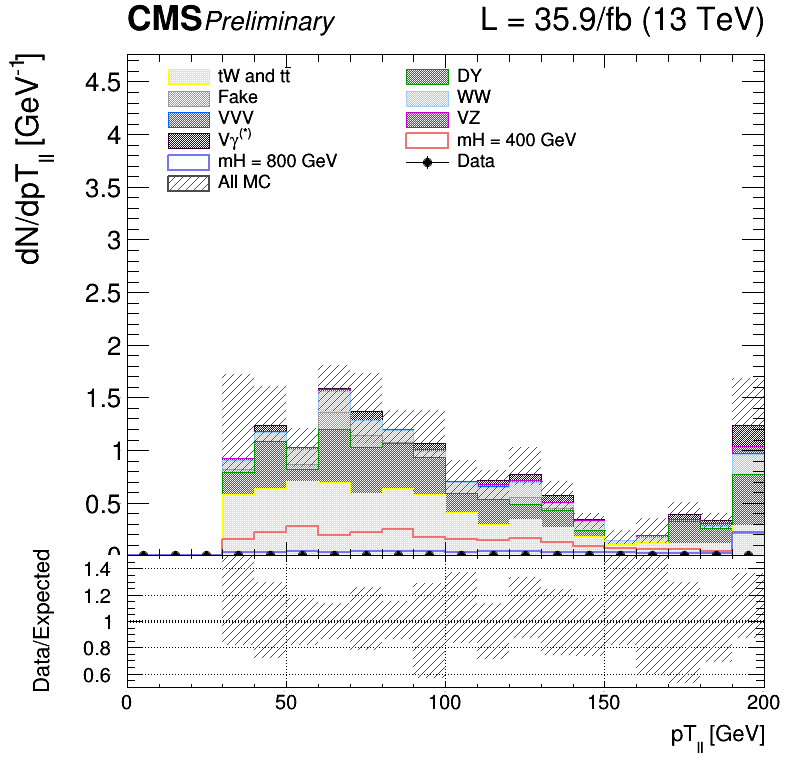 CMS Preliminary L = 35.9/fb (13 TeV)
dN/dpT_ll [GeV⁻¹]
4.5
4
3.5
3
2.5
2
1.5
1
0.5
0
tW and tt̄
Fake
VVV
Vγ(*)
mH = 800 GeV
All MC
DY
WW
VZ
mH = 400 GeV
Data
Data/Expected
1.4
1.2
1
0.8
0.6
0 50 100 150 200
pT_ll [GeV]